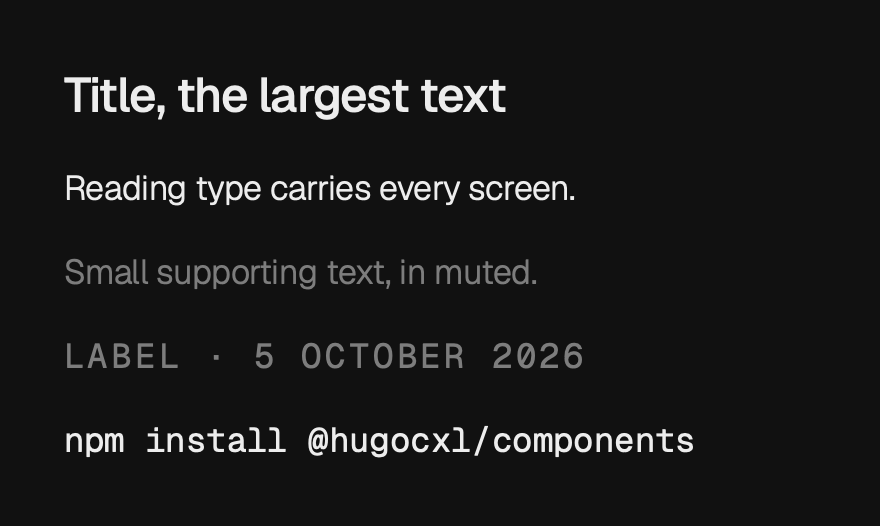 Title, the largest text
Reading type carries every screen.
Small supporting text, in muted.
LABEL · 5 OCTOBER 2026
npm install @hugocxl/components